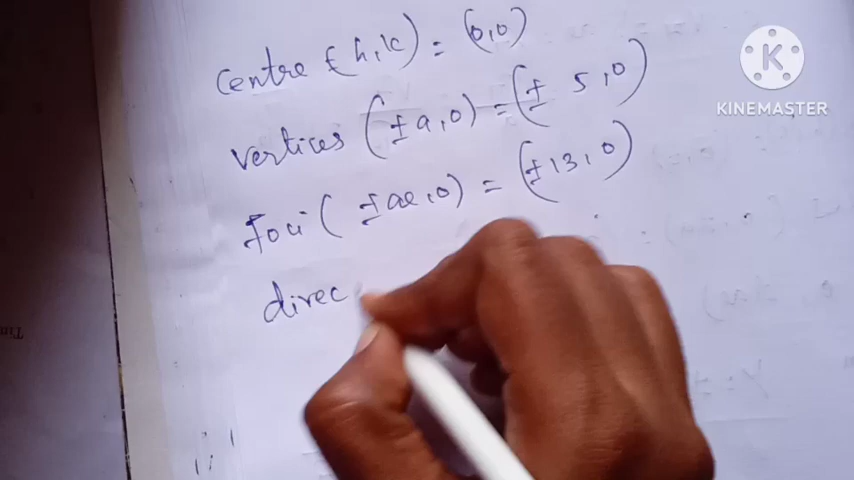 centre (h,k) = (0,0)
vertices (±a,0) = (± 5,0)
foci (±ae,0) = (±13,0)
direc
K
KINEMASTER